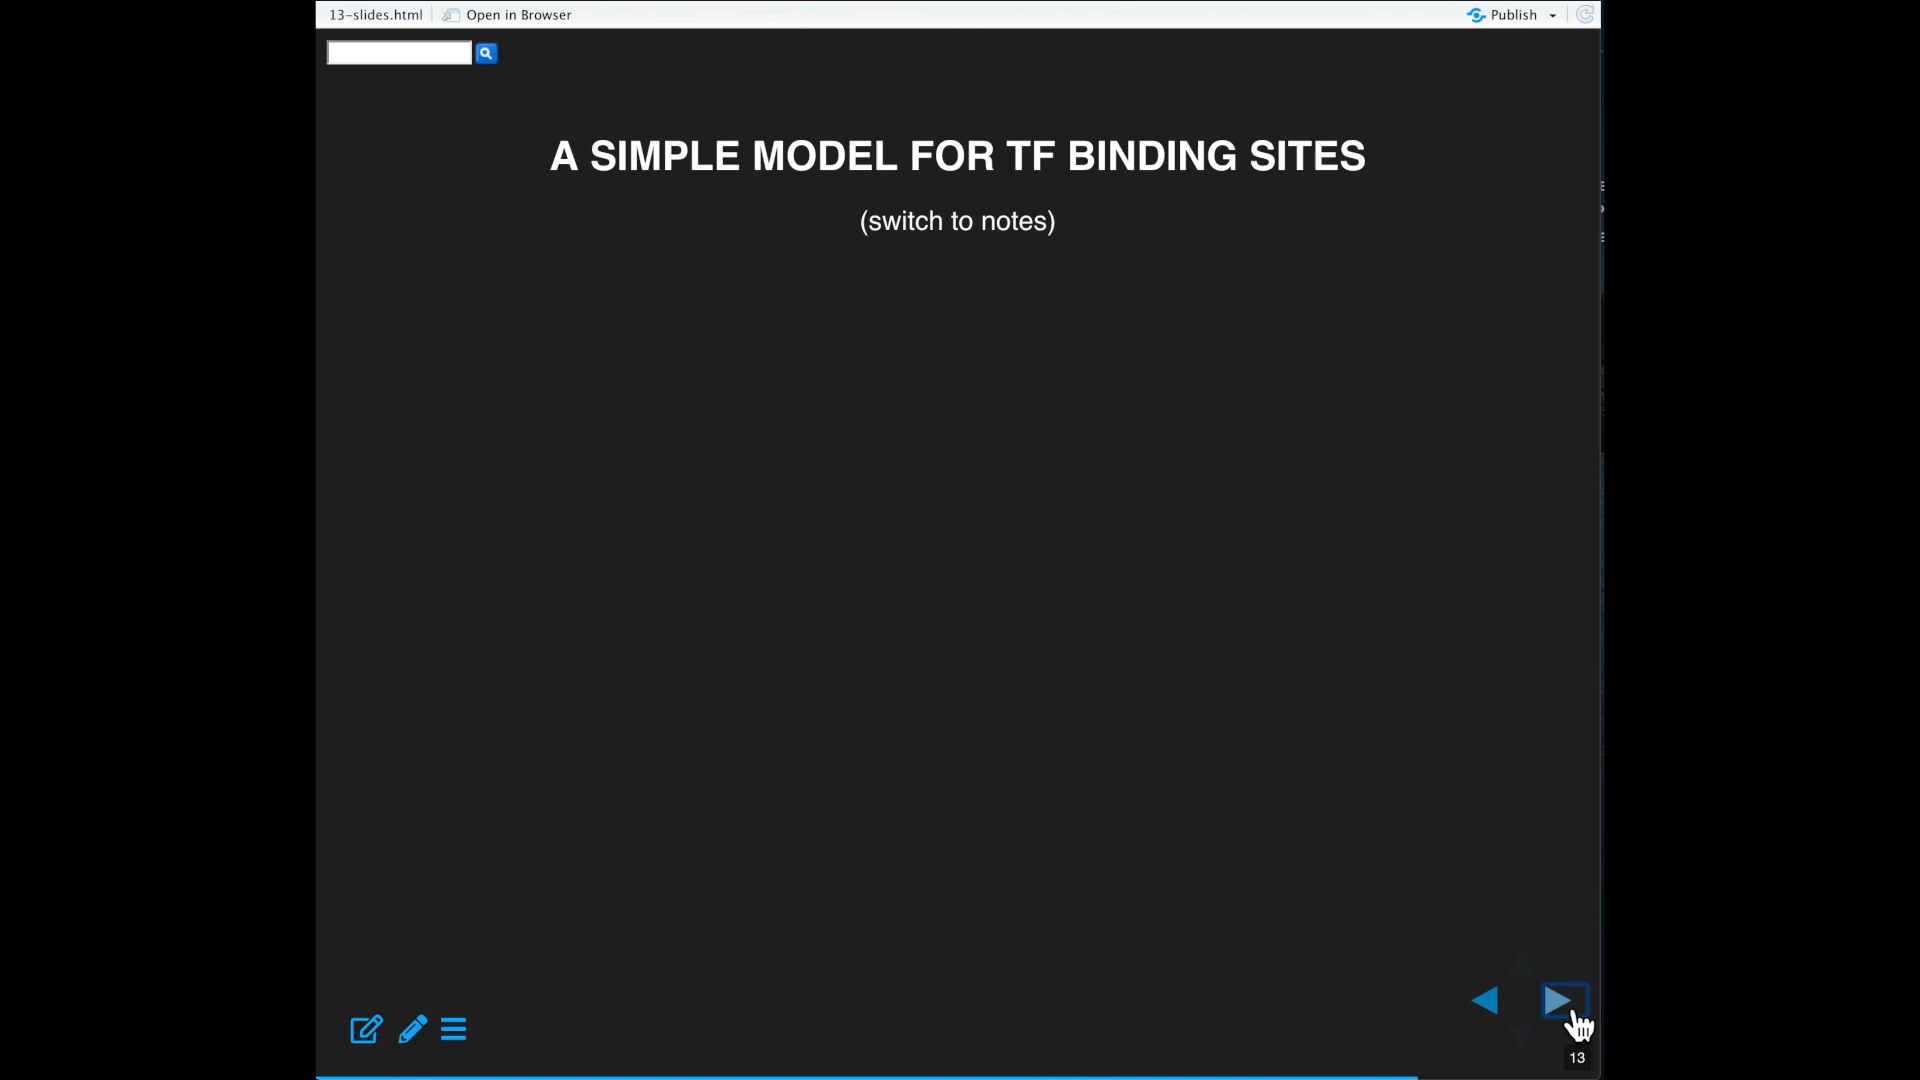 13-slides.html Open in Browser Publish
A SIMPLE MODEL FOR TF BINDING SITES
(switch to notes)
13